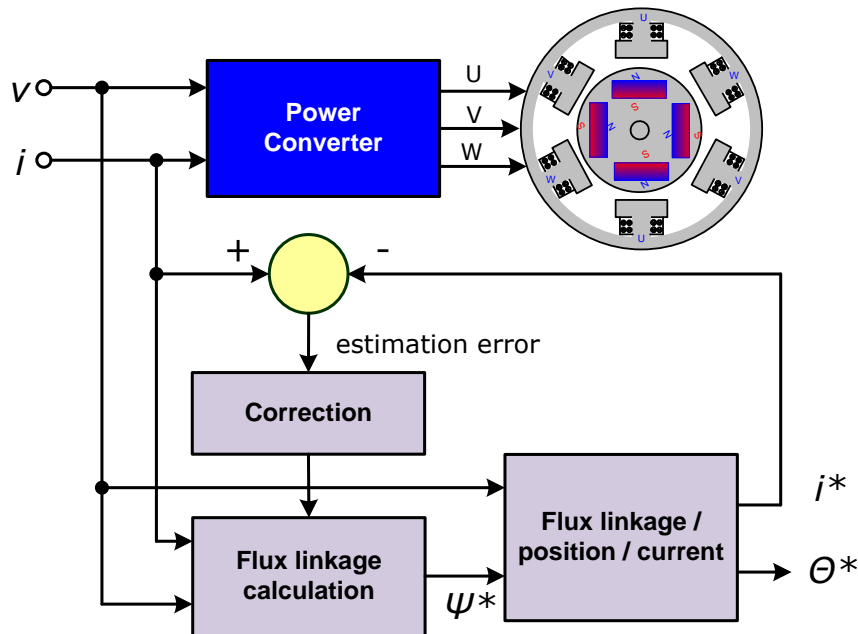 v
i
Power
Converter
U
V
W
U
V
W
W
V
U
N
S
S
N
N
S
S
N
+
-
estimation error
Correction
Flux linkage
calculation
Ψ*
Flux linkage /
position / current
i*
Θ*